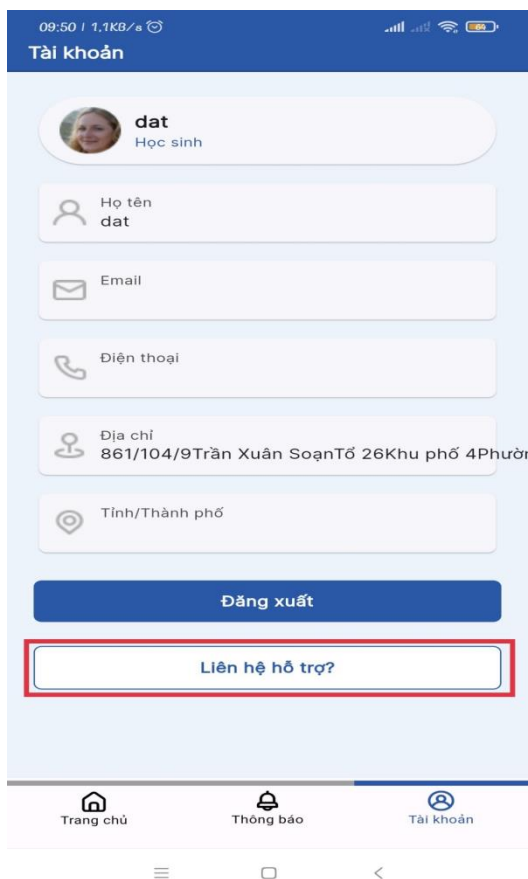 09:50 | 1,1KB/s
64
Tài khoản
dat
Học sinh
Họ tên
dat
Email
Điện thoại
Địa chỉ
861/104/9Trần Xuân SoạnTổ 26Khu phố 4Phườn
Tỉnh/Thành phố
Đăng xuất
Liên hệ hỗ trợ?
Trang chủ
Thông báo
Tài khoản